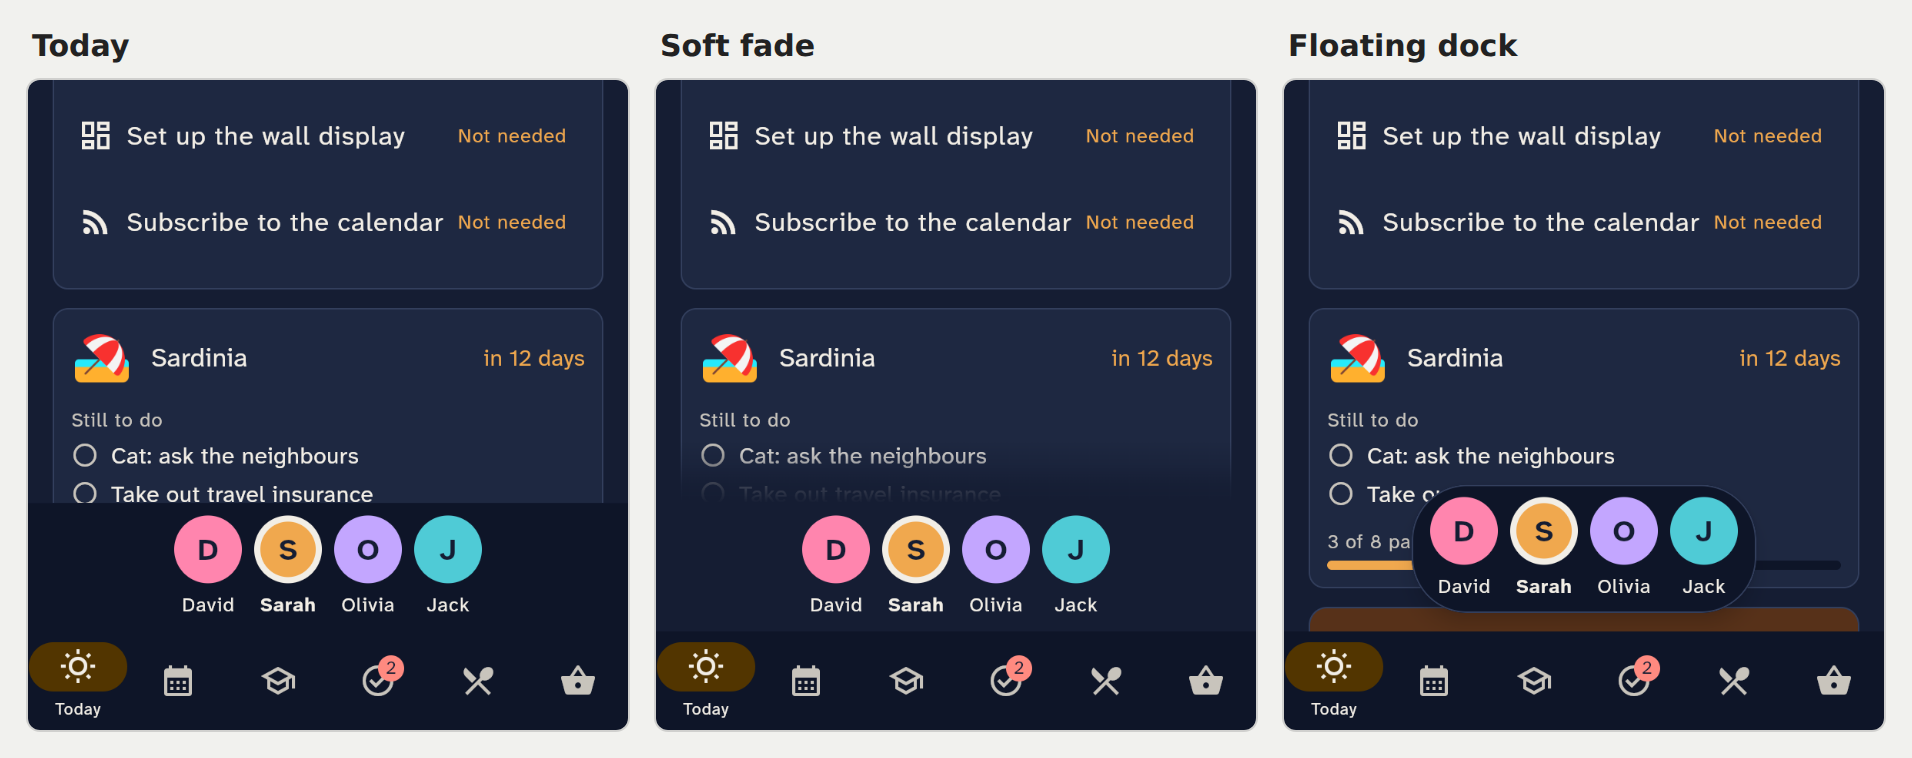 Today
Set up the wall display Not needed
Subscribe to the calendar Not needed
Sardinia in 12 days
Still to do
Cat: ask the neighbours
Take out travel insurance
D S O J
David Sarah Olivia Jack
2
Today
Soft fade
Set up the wall display Not needed
Subscribe to the calendar Not needed
Sardinia in 12 days
Still to do
Cat: ask the neighbours
Take out travel insurance
D S O J
David Sarah Olivia Jack
2
Today
Floating dock
Set up the wall display Not needed
Subscribe to the calendar Not needed
Sardinia in 12 days
Still to do
Cat: ask the neighbours
Take
3 of 8
D S O J
David Sarah Olivia Jack
2
Today